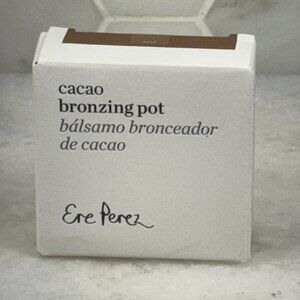 cacao
bronzing pot
bálsamo bronceador
de cacao
Ere Perez